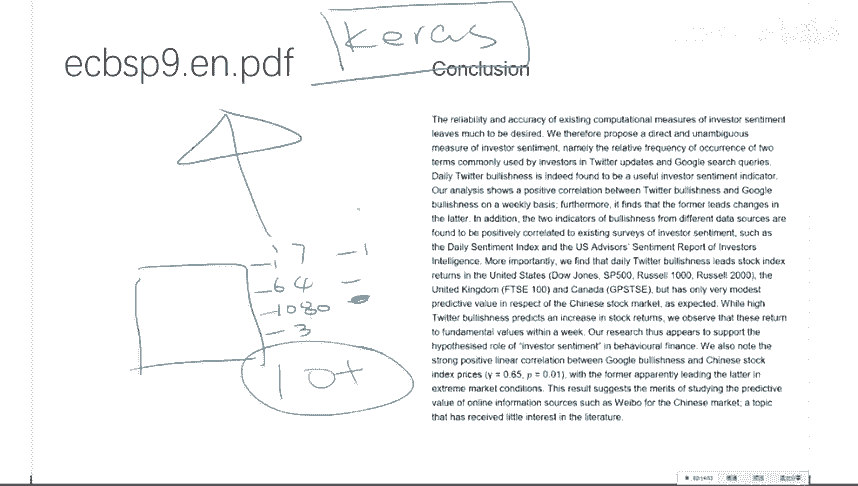 keras
ecbsp9.en.pdf
Conclusion
The reliability and accuracy of existing computational measures of investor sentiment
leaves much to be desired. We therefore propose a direct and unambiguous
measure of investor sentiment, namely the relative frequency of occurrence of two
terms commonly used by investors in Twitter updates and Google search queries.
Daily Twitter bullishness is indeed found to be a useful investor sentiment indicator.
Our analysis shows a positive correlation between Twitter bullishness and Google
bullishness on a weekly basis; furthermore, it finds that the former leads changes in
the latter. In addition, the two indicators of bullishness from different data sources are
found to be positively correlated to existing surveys of investor sentiment, such as
the Daily Sentiment Index and the US Advisors' Sentiment Report of Investors
Intelligence. More importantly, we find that daily Twitter bullishness leads stock index
returns in the United States (Dow Jones, SP500, Russell 1000, Russell 2000), the
United Kingdom (FTSE 100) and Canada (GPSTSE), but has only very modest
predictive value in respect of the Chinese stock market, as expected. While high
Twitter bullishness predicts an increase in stock returns, we observe that these return
to fundamental values within a week. Our research thus appears to support the
hypothesised role of "investor sentiment" in behavioural finance. We also note the
strong positive linear correlation between Google bullishness and Chinese stock
index prices (γ = 0.65, p = 0.01), with the former apparently leading the latter in
extreme market conditions. This result suggests the merits of studying the predictive
value of online information sources such as Weibo for the Chinese market; a topic
that has received little interest in the literature.
17
64
1080
3
10+